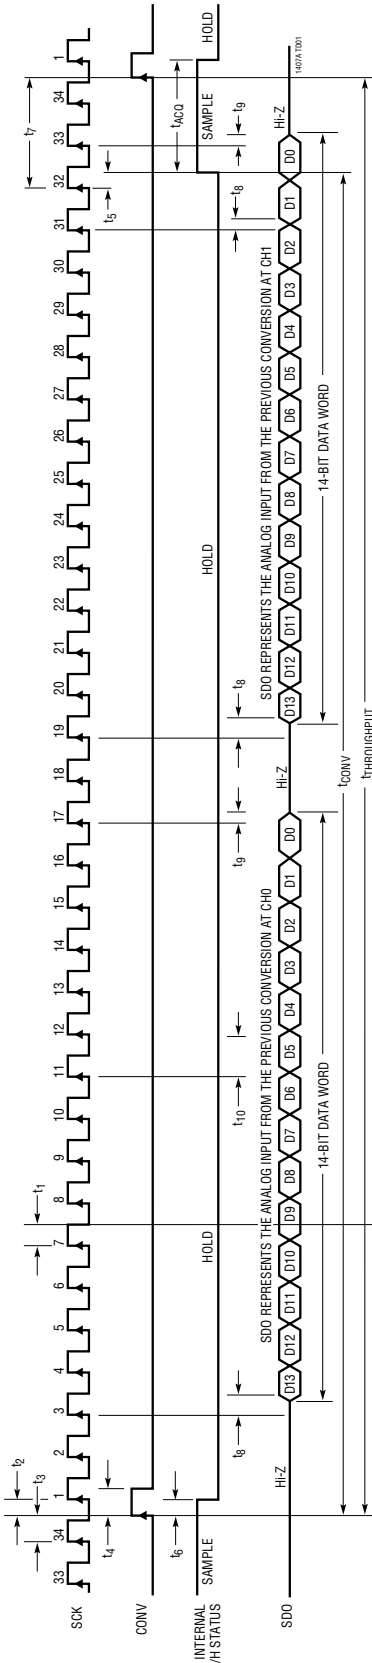 t2
t3
t1
t7
33 34 1 2 3 4 5 6 7 8 9 10 11 12 13 14 15 16 17 18 19 20 21 22 23 24 25 26 27 28 29 30 31 32 33 34 1
SCK
t4
t5
tACQ
CONV
t6
INTERNAL
/H STATUS
SAMPLE
HOLD
HOLD
SAMPLE
HOLD
t8
t10
t9
t8
t8
t9
SDO REPRESENTS THE ANALOG INPUT FROM THE PREVIOUS CONVERSION AT CH0
SDO REPRESENTS THE ANALOG INPUT FROM THE PREVIOUS CONVERSION AT CH1
SDO
Hi-Z
D13 D12 D11 D10 D9 D8 D7 D6 D5 D4 D3 D2 D1 D0
Hi-Z
D13 D12 D11 D10 D9 D8 D7 D6 D5 D4 D3 D2 D1 D0
Hi-Z
1407A TD01
14-BIT DATA WORD
14-BIT DATA WORD
tCONV
tTHROUGHPUT